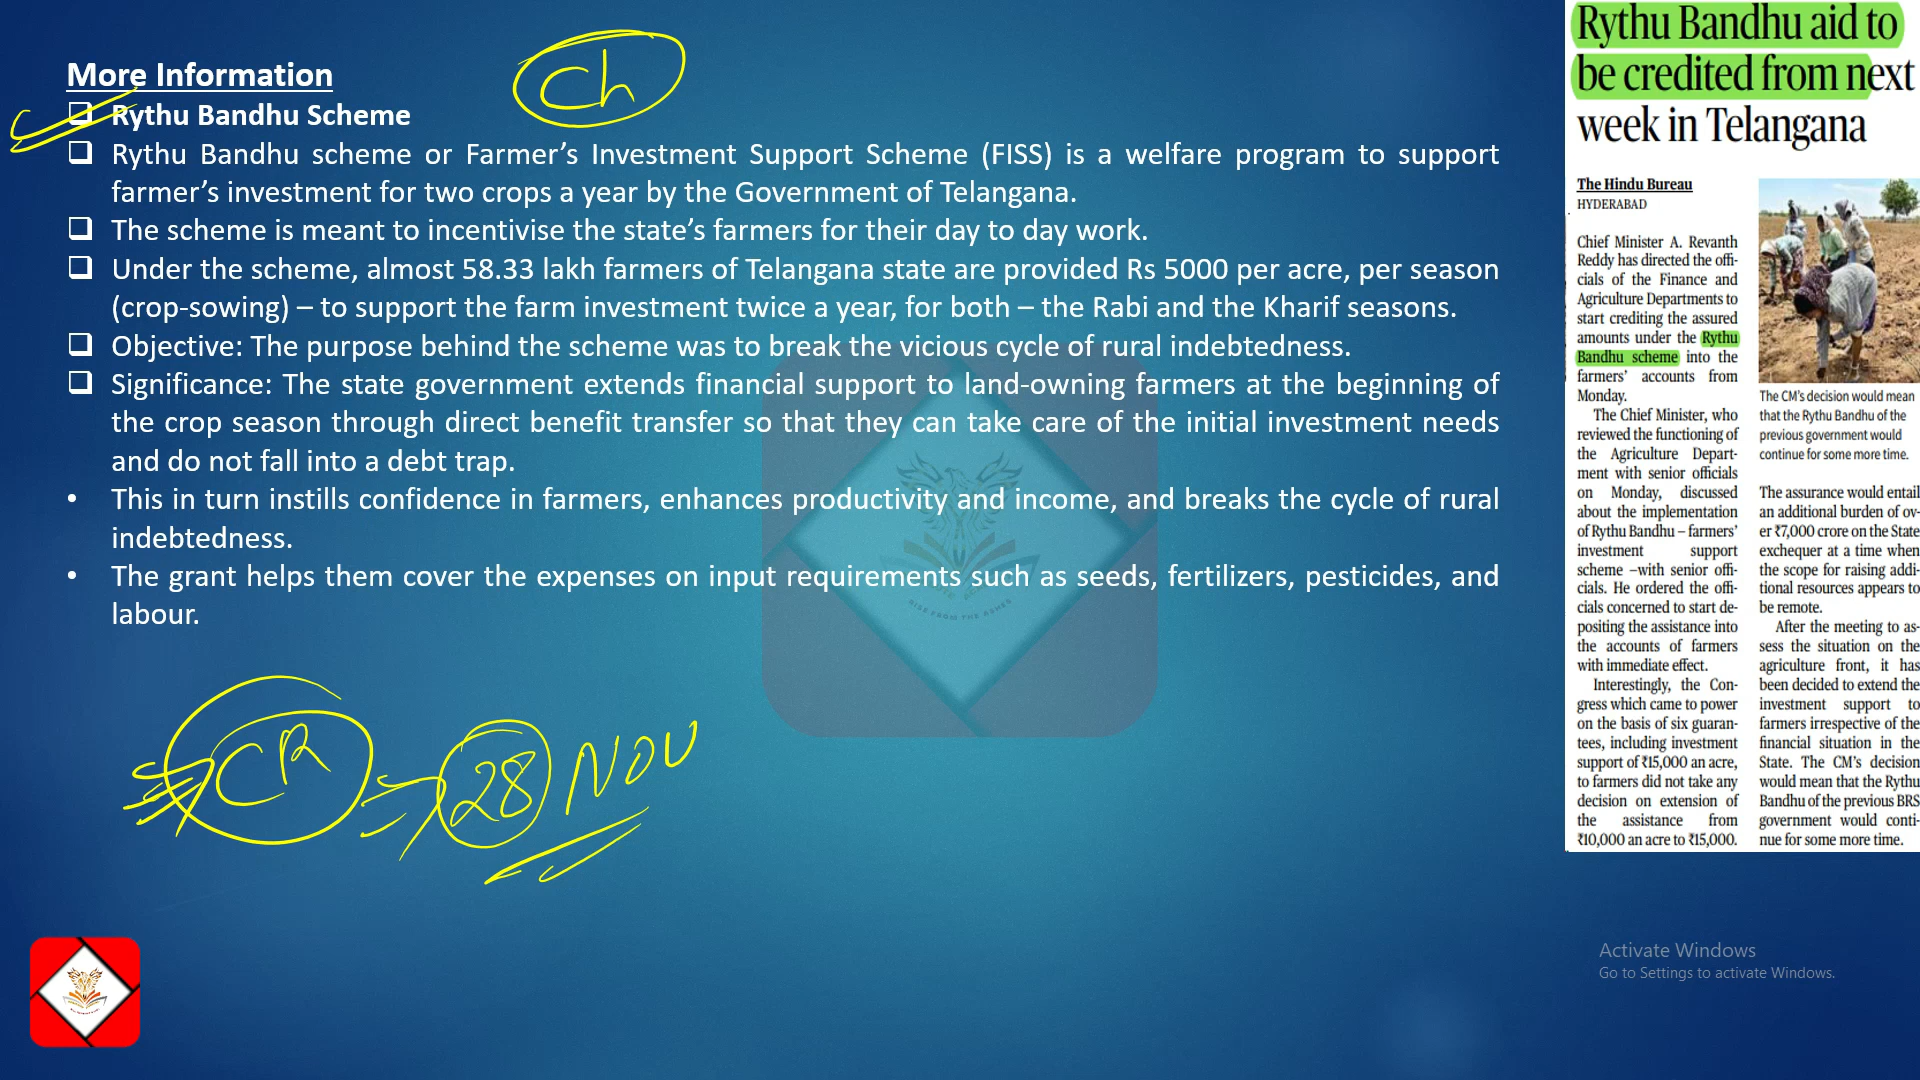 More Information
Ch
❑ Rythu Bandhu Scheme
❑ Rythu Bandhu scheme or Farmer’s Investment Support Scheme (FISS) is a welfare program to support
farmer’s investment for two crops a year by the Government of Telangana.
❑ The scheme is meant to incentivise the state’s farmers for their day to day work.
❑ Under the scheme, almost 58.33 lakh farmers of Telangana state are provided Rs 5000 per acre, per season
(crop-sowing) – to support the farm investment twice a year, for both – the Rabi and the Kharif seasons.
❑ Objective: The purpose behind the scheme was to break the vicious cycle of rural indebtedness.
❑ Significance: The state government extends financial support to land-owning farmers at the beginning of
the crop season through direct benefit transfer so that they can take care of the initial investment needs
and do not fall into a debt trap.
• This in turn instills confidence in farmers, enhances productivity and income, and breaks the cycle of rural
indebtedness.
• The grant helps them cover the expenses on input requirements such as seeds, fertilizers, pesticides, and
labour.
RISE FROM THE ASHES
CR 28 NOV
Rythu Bandhu aid to
be credited from next
week in Telangana
The Hindu Bureau
HYDERABAD
Chief Minister A. Revanth
Reddy has directed the offi-
cials of the Finance and
Agriculture Departments to
start crediting the assured
amounts under the Rythu
Bandhu scheme into the
farmers’ accounts from
Monday.
The Chief Minister, who
reviewed the functioning of
the Agriculture Depart-
ment with senior officials
on Monday, discussed
about the implementation
of Rythu Bandhu – farmers’
investment support
scheme –with senior offi-
cials. He ordered the offi-
cials concerned to start de-
positing the assistance into
the accounts of farmers
with immediate effect.
Interestingly, the Con-
gress which came to power
on the basis of six guaran-
tees, including investment
support of ₹15,000 an acre,
to farmers did not take any
decision on extension of
the assistance from
₹10,000 an acre to ₹15,000.
The CM’s decision would mean
that the Rythu Bandhu of the
previous government would
continue for some more time.
The assurance would entail
an additional burden of ov-
er ₹7,000 crore on the State
exchequer at a time when
the scope for raising addi-
tional resources appears to
be remote.
After the meeting to as-
sess the situation on the
agriculture front, it has
been decided to extend the
investment support to
farmers irrespective of the
financial situation in the
State. The CM’s decision
would mean that the Rythu
Bandhu of the previous BRS
government would conti-
nue for some more time.
Activate Windows
Go to Settings to activate Windows.